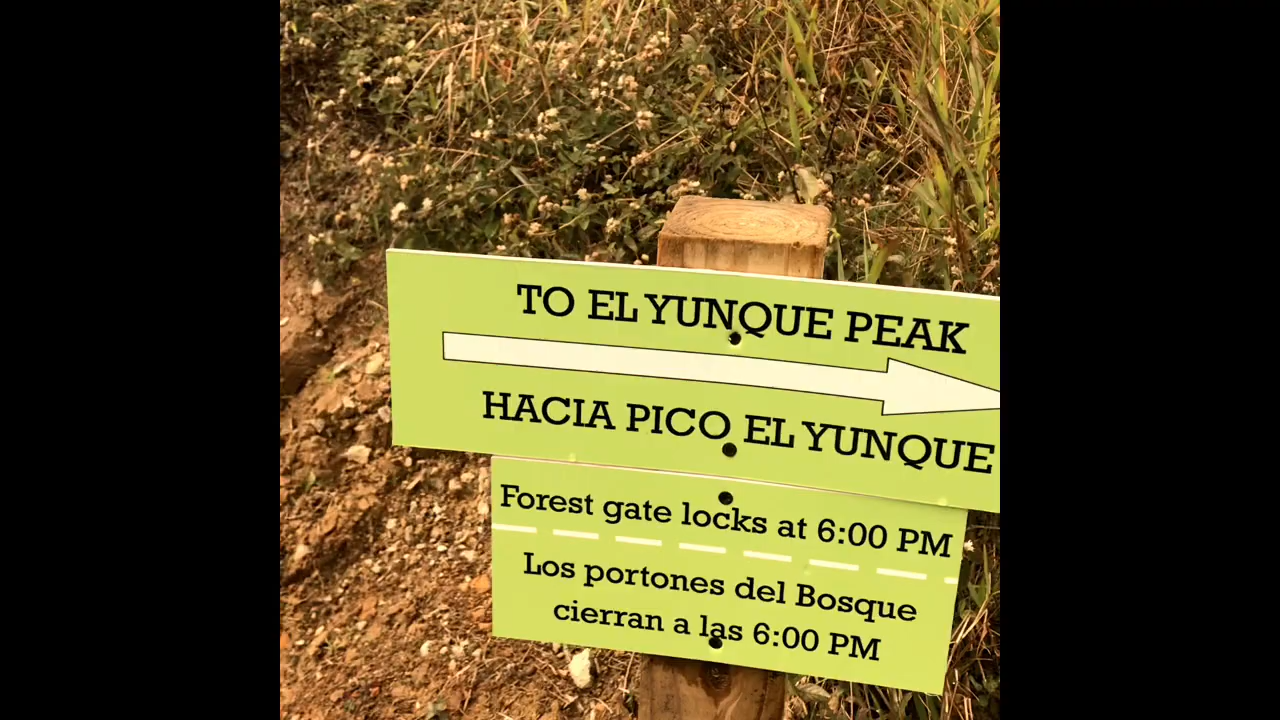 TO EL YUNQUE PEAK
HACIA PICO EL YUNQUE
Forest gate locks at 6:00 PM
Los portones del Bosque
cierran a las 6:00 PM